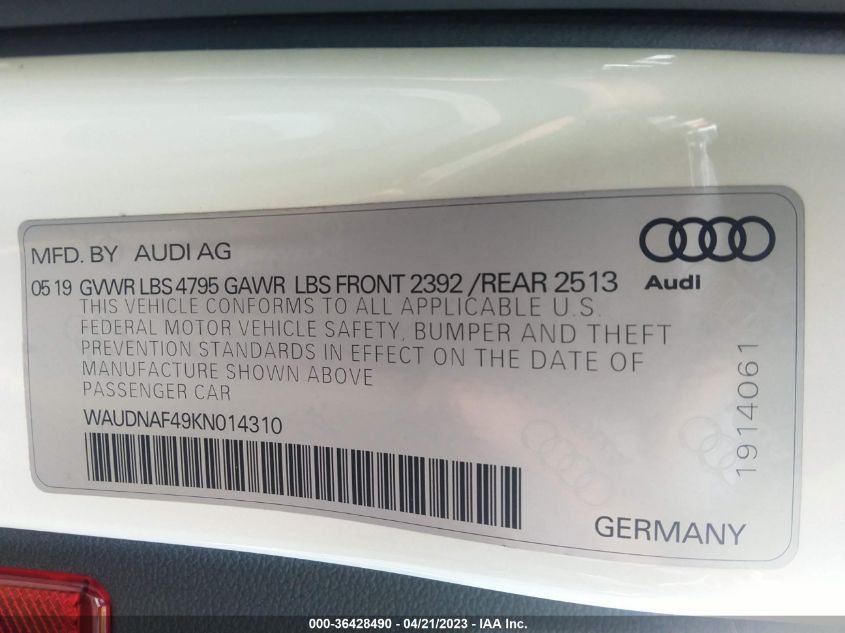 MFD. BY AUDI AG
Audi
05 19 GVWR LBS 4795 GAWR LBS FRONT 2392 /REAR 2513
THIS VEHICLE CONFORMS TO ALL APPLICABLE U.S.
FEDERAL MOTOR VEHICLE SAFETY, BUMPER AND THEFT
PREVENTION STANDARDS IN EFFECT ON THE DATE OF
MANUFACTURE SHOWN ABOVE
PASSENGER CAR
WAUDNAF49KN014310
1914061
GERMANY
000-36428490 - 04/21/2023 - IAA Inc.